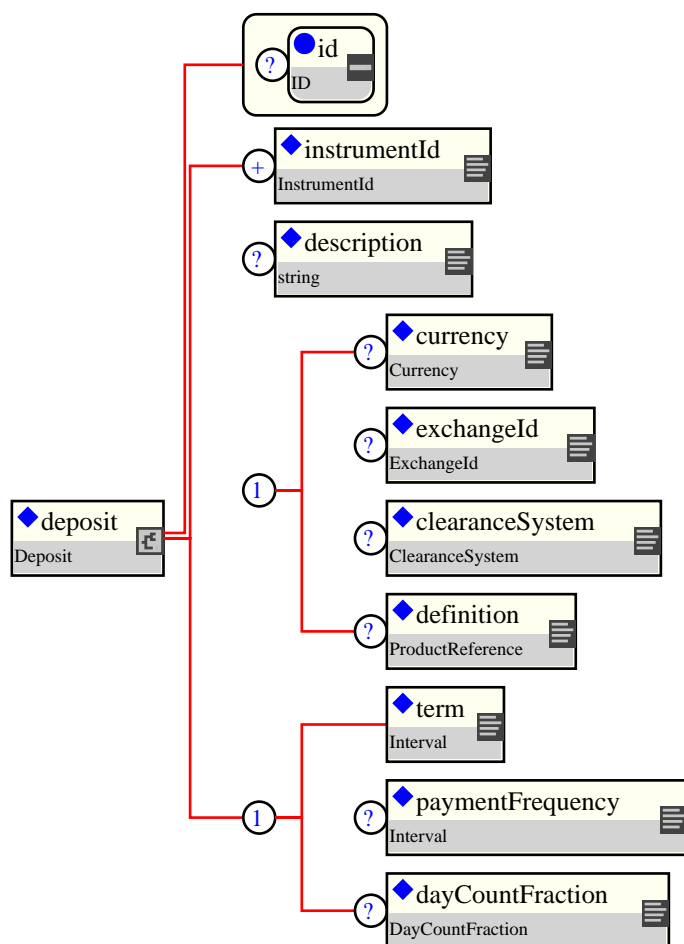 id
?
ID
instrumentId
+
InstrumentId
description
?
string
currency
?
Currency
exchangeId
?
ExchangeId
1
deposit
Deposit
clearanceSystem
?
ClearanceSystem
definition
?
ProductReference
term
Interval
1
paymentFrequency
?
Interval
dayCountFraction
?
DayCountFraction